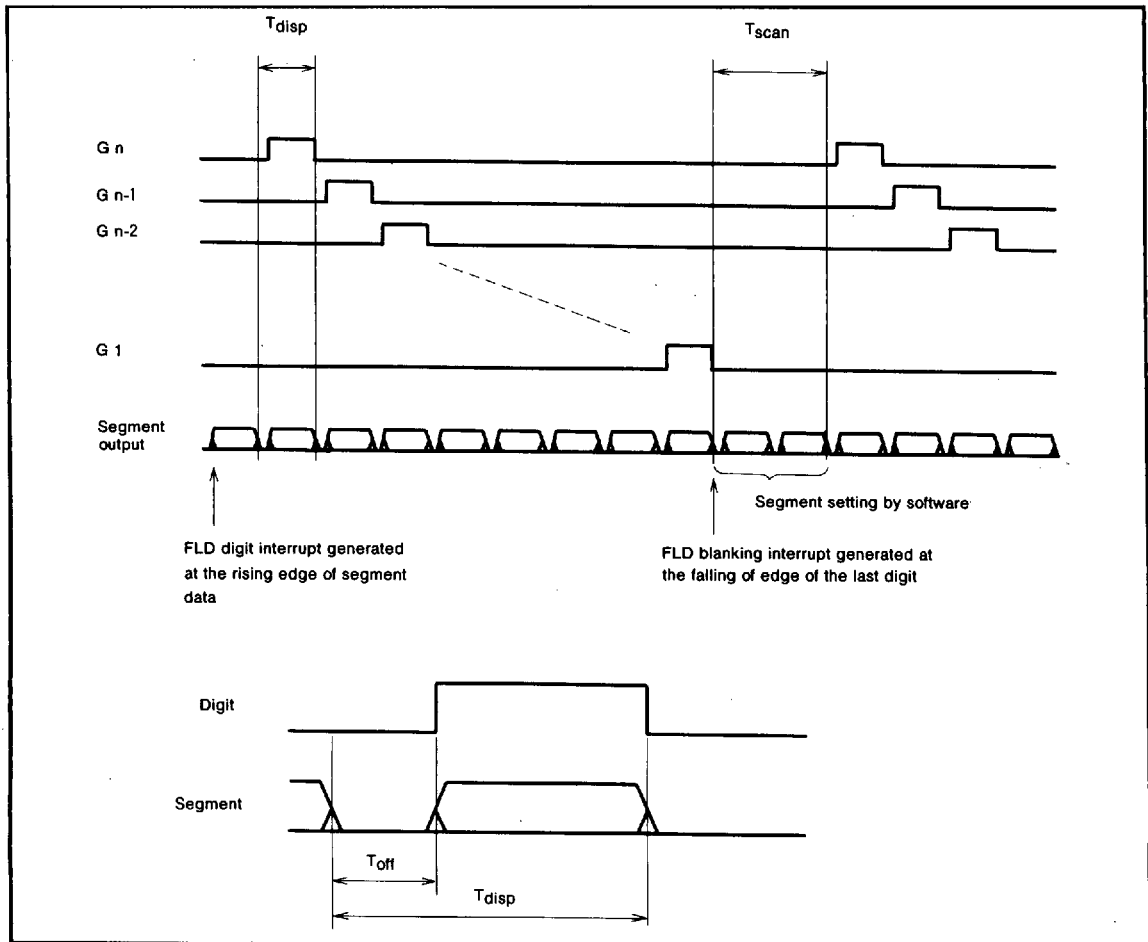 Tdisp
Tscan
G n
G n-1
G n-2
G 1
Segment
output
Segment setting by software
FLD digit interrupt generated
at the rising edge of segment
data
FLD blanking interrupt generated at
the falling of edge of the last digit
Digit
Segment
Toff
Tdisp